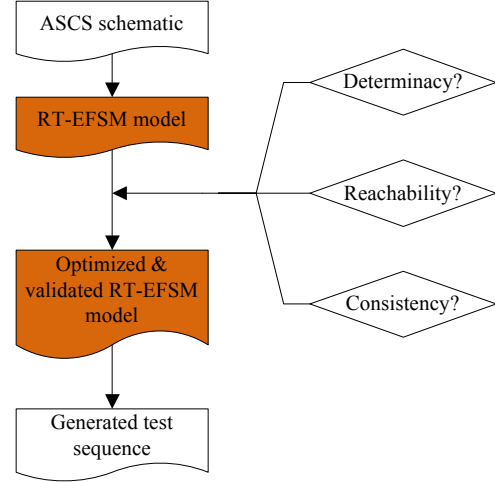 ASCS schematic
RT-EFSM model
Determinacy?
Reachability?
Optimized &
validated RT-EFSM
model
Consistency?
Generated test
sequence